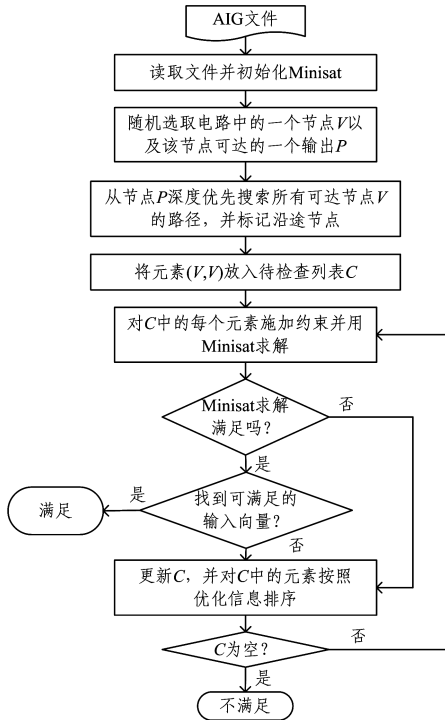 AIG文件
读取文件并初始化Minisat
随机选取电路中的一个节点V以
及该节点可达的一个输出P
从节点P深度优先搜索所有可达节点V
的路径，并标记沿途节点
将元素(V,V)放入待检查列表C
对C中的每个元素施加约束并用
Minisat求解
Minisat求解
满足吗？
否
是
找到可满足的
输入向量？
是
满足
否
更新C，并对C中的元素按照
优化信息排序
C为空？
否
是
不满足